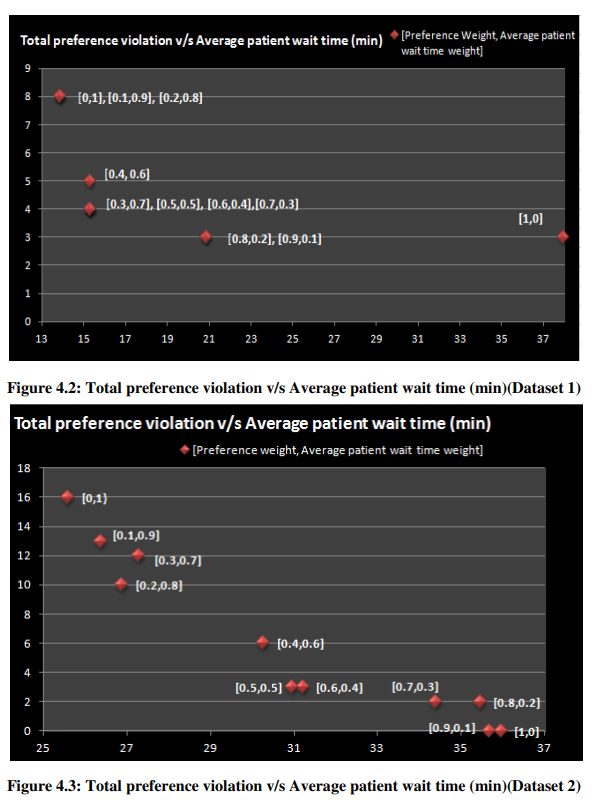 Total preference violation v/s Average patient wait time (min)
[Preference Weight, Average patient
wait time weight]
9
8
[0,1], [0.1,0.9], [0.2,0.8]
7
6
5
[0.4, 0.6]
4
[0.3,0.7], [0.5,0.5], [0.6,0.4],[0.7,0.3]
[1,0]
3
[0.8,0.2], [0.9,0.1]
2
1
0
13 15 17 19 21 23 25 27 29 31 33 35 37
Figure 4.2: Total preference violation v/s Average patient wait time (min)(Dataset 1)
Total preference violation v/s Average patient wait time (min)
[Preference weight, Average patient wait time weight]
18
16
[0,1}
14
[0.1,0.9]
12
[0.3,0.7]
10
[0.2,0.8]
8
6
[0.4,0.6]
4
[0.5,0.5] [0.6,0.4] [0.7,0.3]
2
[0.8,0.2]
[0.9,0.1]
0
[1,0]
25 27 29 31 33 35 37
Figure 4.3: Total preference violation v/s Average patient wait time (min)(Dataset 2)